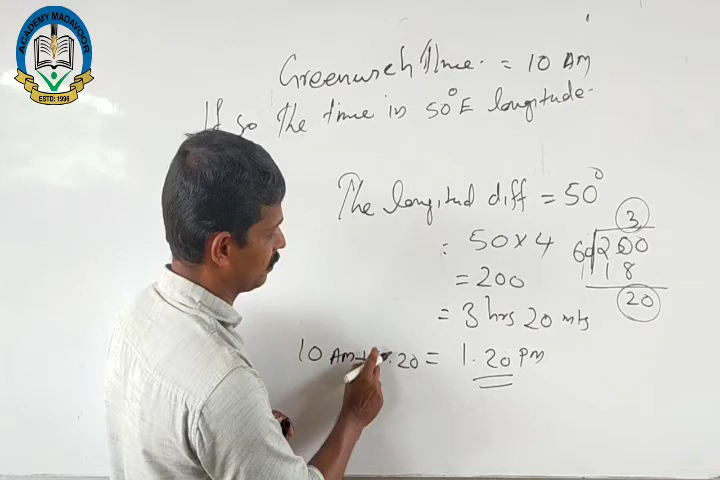 ACADEMY MADAVOOR
ESTD: 1996
Greenwich Time = 10 AM
If so the time in 50°E longitude.
The longitud diff = 50°
= 50 x 4
= 200
= 3 hrs 20 mts
3
60 200
18
20
10 AM + 3.20 = 1.20 PM